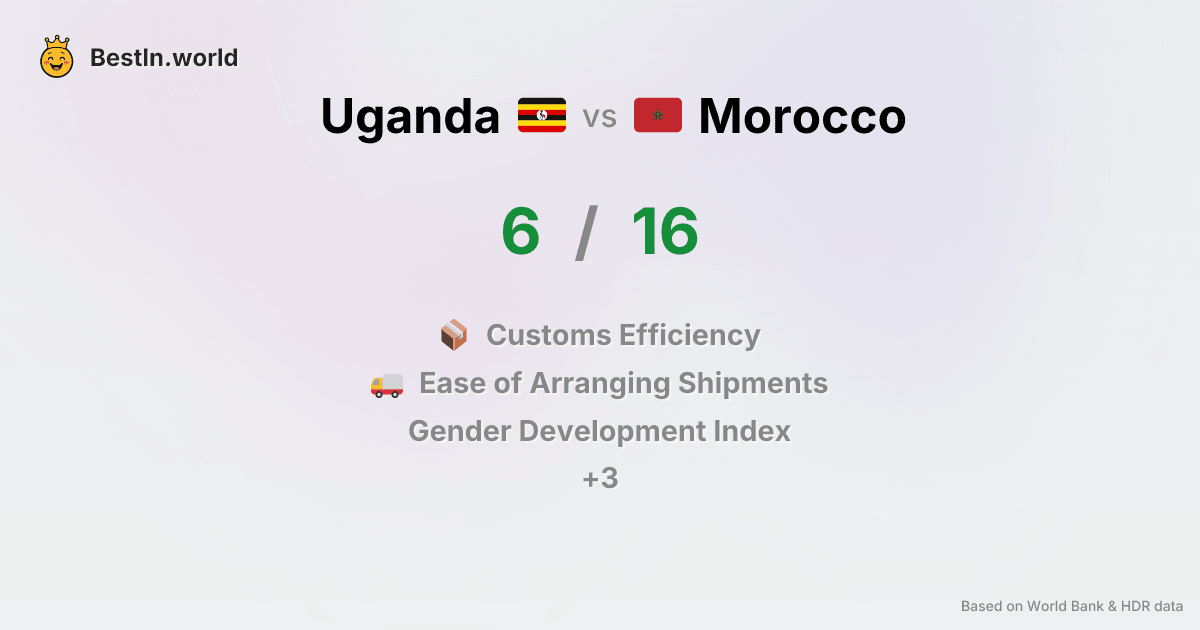 BestIn.world
Uganda vs Morocco
6 / 16
Customs Efficiency
Ease of Arranging Shipments
Gender Development Index
+3
Based on World Bank & HDR data